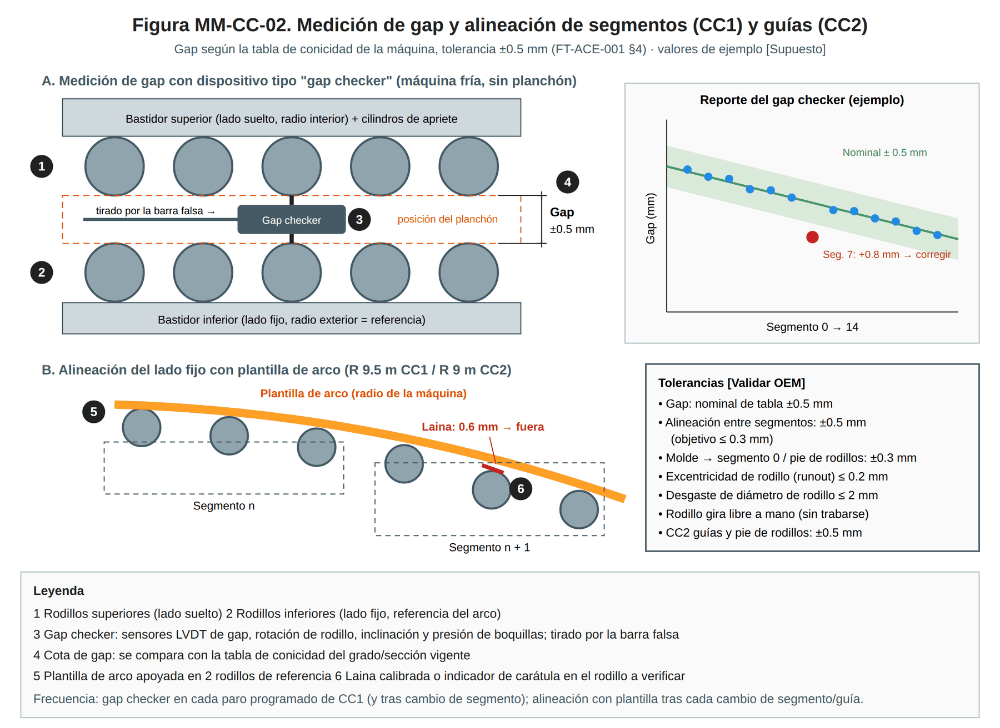 Figura MM-CC-02. Medición de gap y alineación de segmentos (CC1) y guías (CC2)
Gap según la tabla de conicidad de la máquina, tolerancia ±0.5 mm (FT-ACE-001 §4) · valores de ejemplo [Supuesto]
A. Medición de gap con dispositivo tipo "gap checker" (máquina fría, sin planchón)
Bastidor superior (lado suelto, radio interior) + cilindros de apriete
1
4
tirado por la barra falsa →
Gap checker
3
posición del planchón
Gap
±0.5 mm
2
Bastidor inferior (lado fijo, radio exterior = referencia)
Reporte del gap checker (ejemplo)
Nominal ± 0.5 mm
Gap (mm)
Seg. 7: +0.8 mm → corregir
Segmento 0 → 14
B. Alineación del lado fijo con plantilla de arco (R 9.5 m CC1 / R 9 m CC2)
Plantilla de arco (radio de la máquina)
5
Laina: 0.6 mm → fuera
6
Segmento n
Segmento n + 1
Tolerancias [Validar OEM]
• Gap: nominal de tabla ±0.5 mm
• Alineación entre segmentos: ±0.5 mm
(objetivo ≤ 0.3 mm)
• Molde → segmento 0 / pie de rodillos: ±0.3 mm
• Excentricidad de rodillo (runout) ≤ 0.2 mm
• Desgaste de diámetro de rodillo ≤ 2 mm
• Rodillo gira libre a mano (sin trabarse)
• CC2 guías y pie de rodillos: ±0.5 mm
Leyenda
1 Rodillos superiores (lado suelto) 2 Rodillos inferiores (lado fijo, referencia del arco)
3 Gap checker: sensores LVDT de gap, rotación de rodillo, inclinación y presión de boquillas; tirado por la barra falsa
4 Cota de gap: se compara con la tabla de conicidad del grado/sección vigente
5 Plantilla de arco apoyada en 2 rodillos de referencia 6 Laina calibrada o indicador de carátula en el rodillo a verificar
Frecuencia: gap checker en cada paro programado de CC1 (y tras cambio de segmento); alineación con plantilla tras cada cambio de segmento/guía.